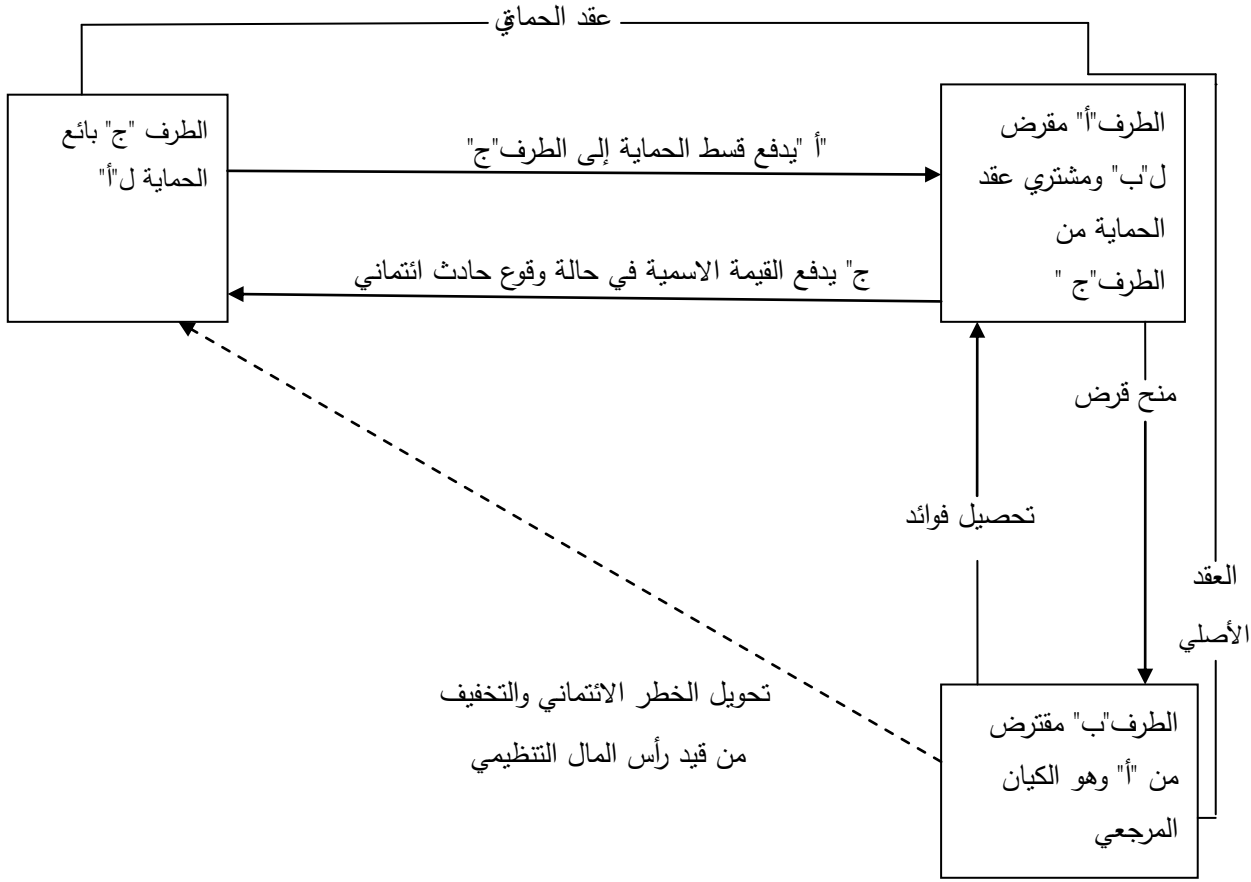 عقد الحماية
الطرف "ج" بائع
الحماية ل"أ"
"أ "يدفع قسط الحماية إلى الطرف"ج"
ج" يدفع القيمة الاسمية في حالة وقوع حادث ائتماني
الطرف"أ" مقرض
ل"ب" ومشتري عقد
الحماية من
الطرف"ج "
منح قرض
تحصيل فوائد
العقد
الأصلي
تحويل الخطر الائتماني والتخفيف
من قيد رأس المال التنظيمي
الطرف"ب" مقترض
من "أ" وهو الكيان
المرجعي